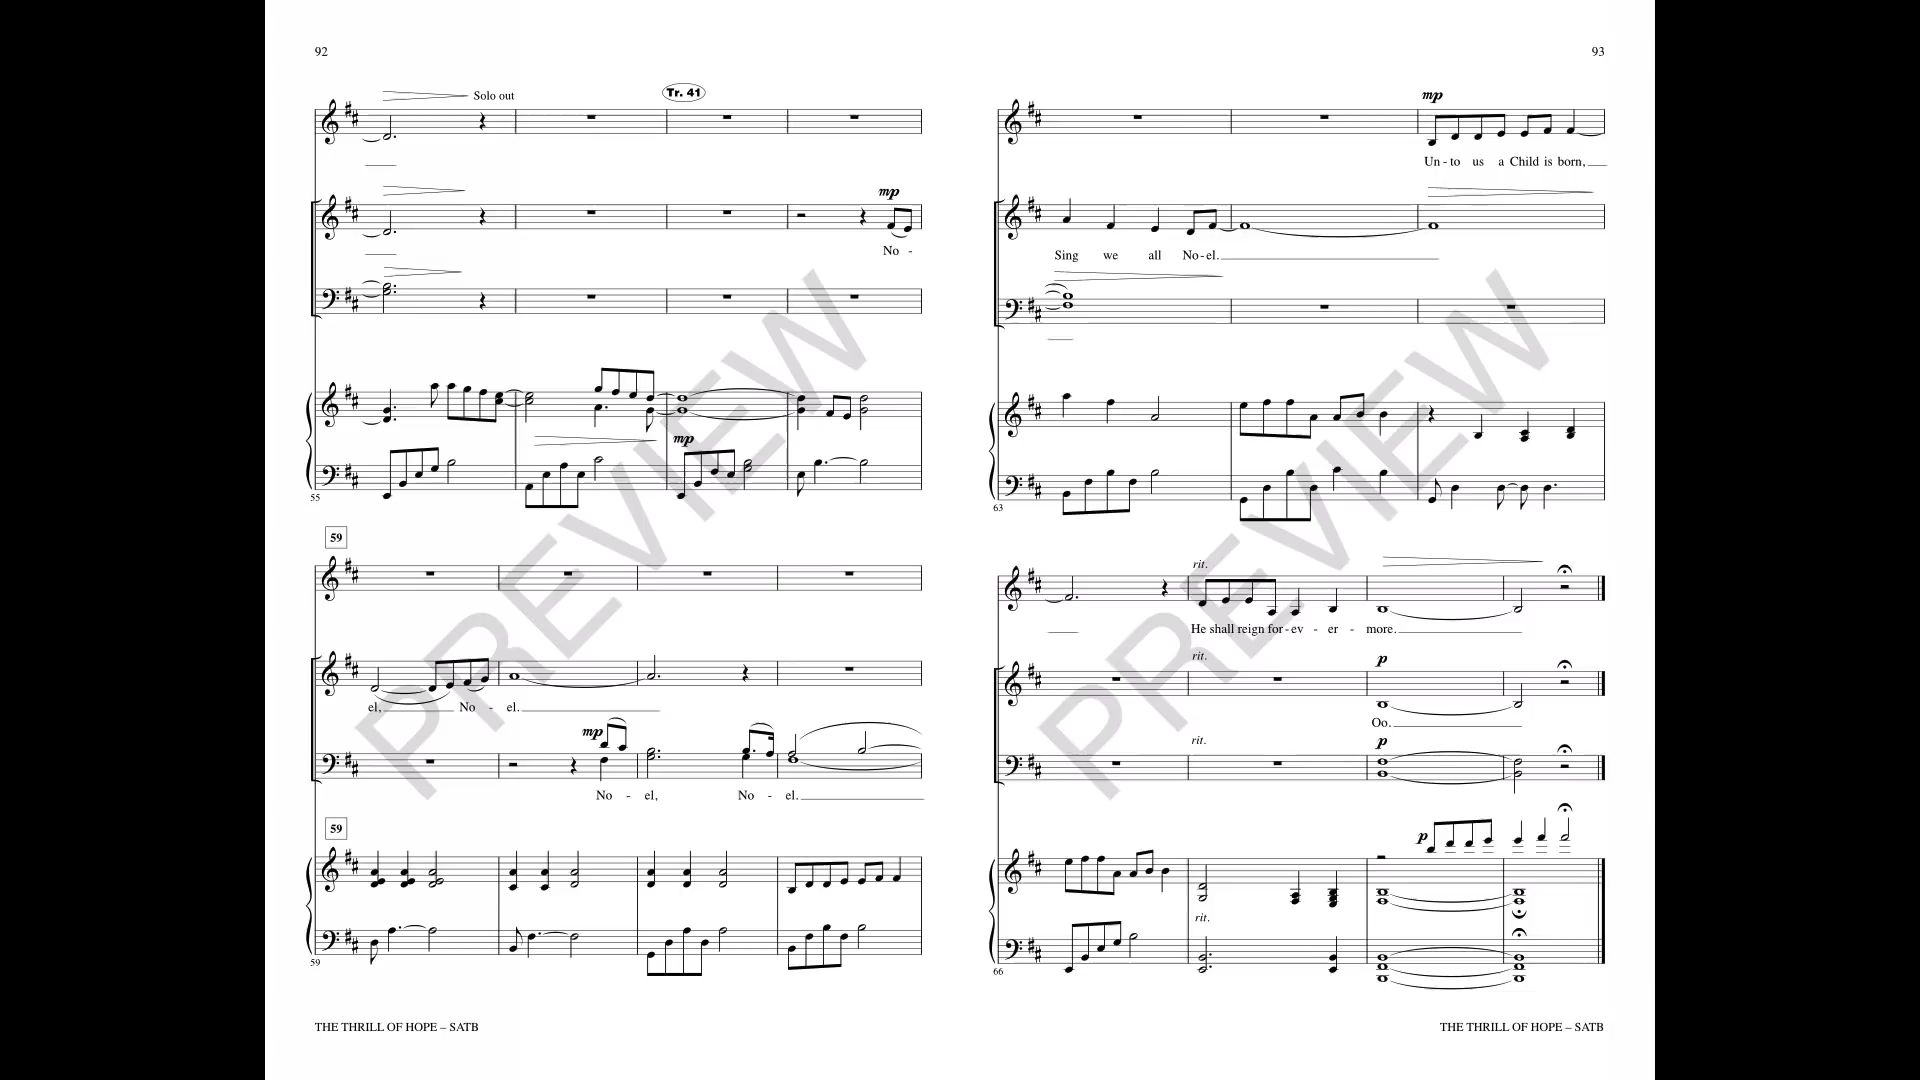 92
Solo out
Tr. 41
mp
No -
mp
55
59
el, No - el.
mp
No - el, No - el.
59
59
93
mp
Un - to us a Child is born,
Sing we all No - el.
63
rit.
He shall reign for - ev - er - more.
rit.
p
Oo.
rit.
p
p
rit.
66
PREVIEW
PREVIEW
THE THRILL OF HOPE – SATB
THE THRILL OF HOPE – SATB